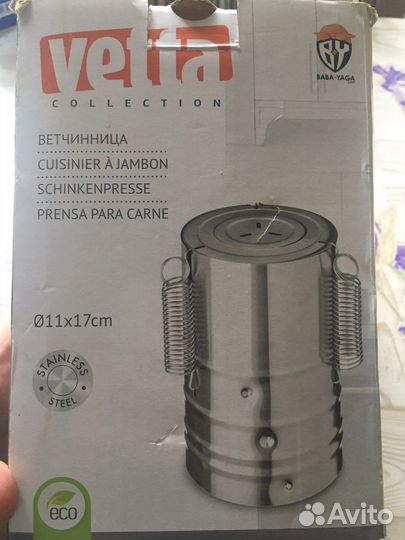 vetta
COLLECTION
BABA-YAGA
ВЕТЧИННИЦА
CUISINIER À JAMBON
SCHINKENPRESSE
PRENSA PARA CARNE
Ø11x17cm
STAINLESS
STEEL
eco
Avito